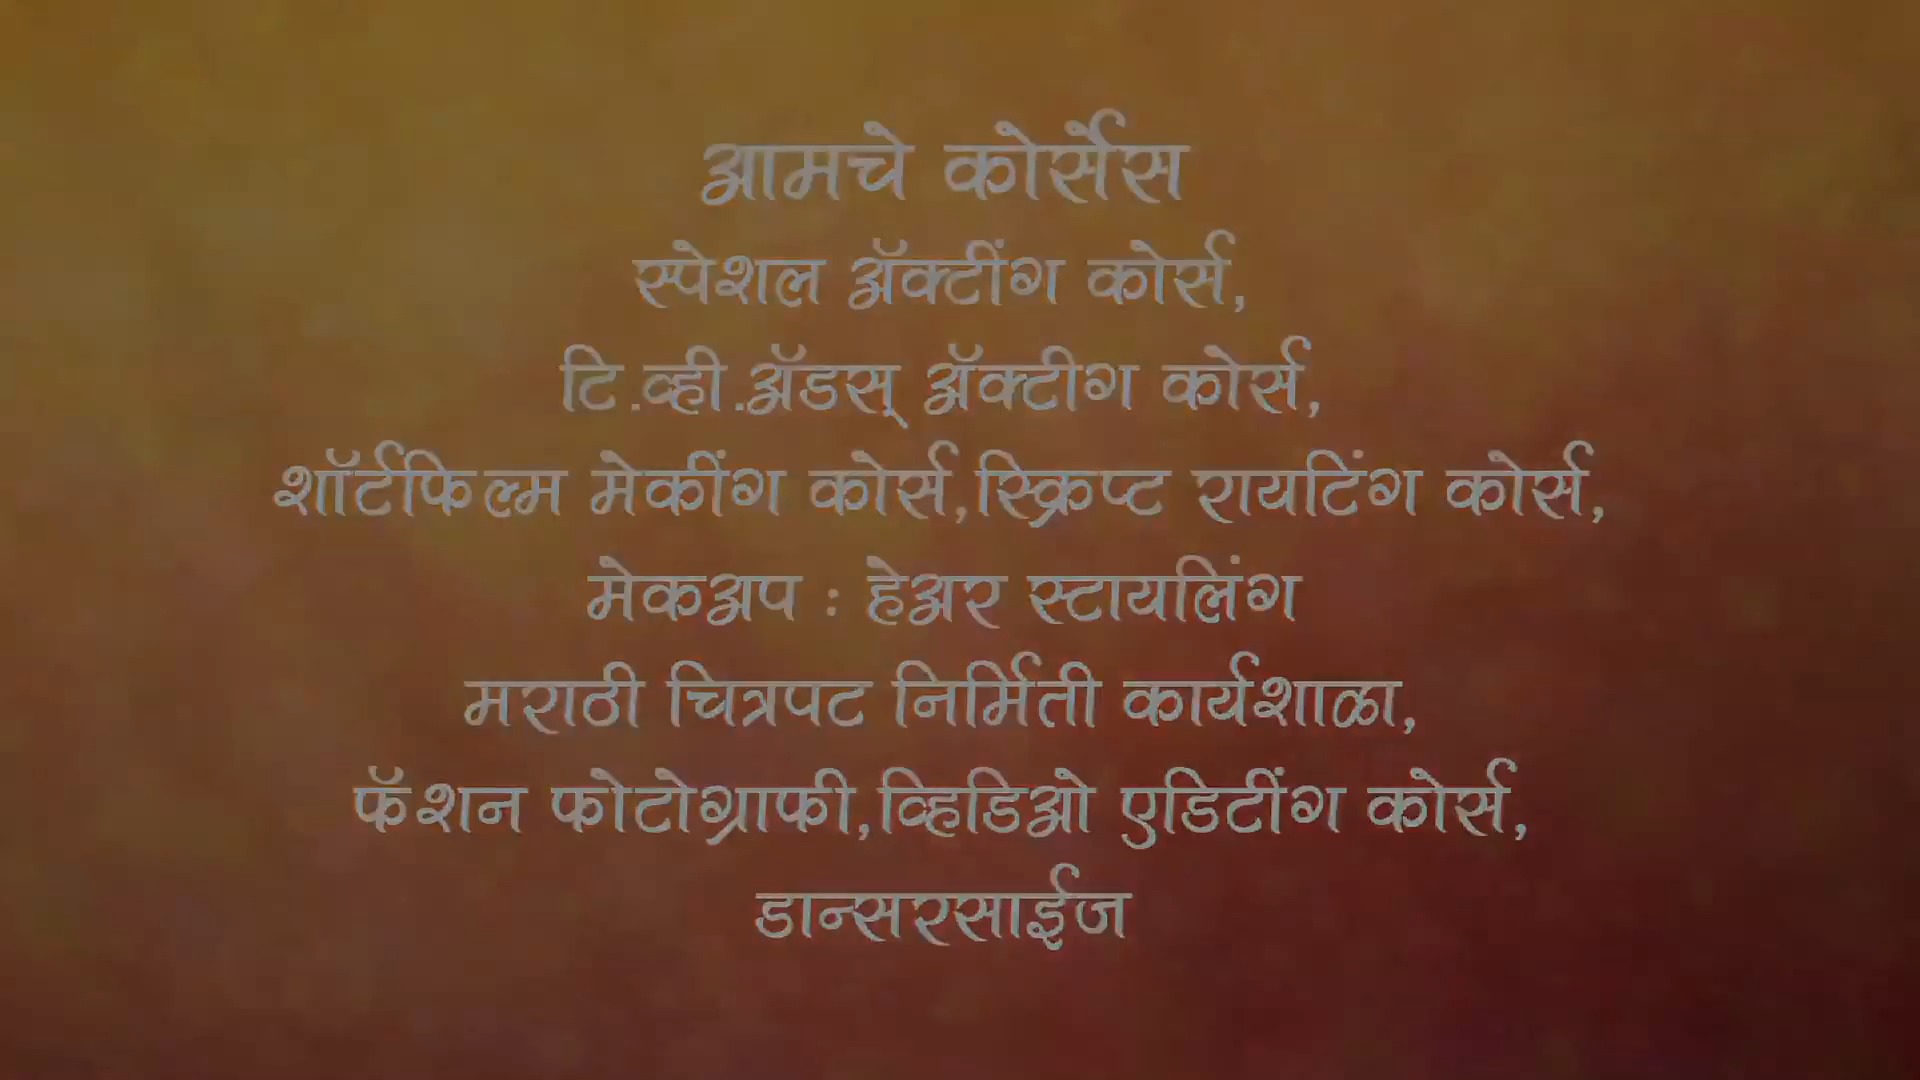 आमचे कोर्सेस
स्पेशल ॲक्टींग कोर्स,
टि.व्ही.ॲडस् ॲक्टीग कोर्स,
शॉर्टफिल्म मेकींग कोर्स,स्क्रिप्ट रायटिंग कोर्स,
मेकअप : हेअर स्टायलिंग
मराठी चित्रपट निर्मिती कार्यशाळा,
फॅशन फोटोग्राफी,व्हिडिओ एडिटींग कोर्स,
डान्सरसाईज